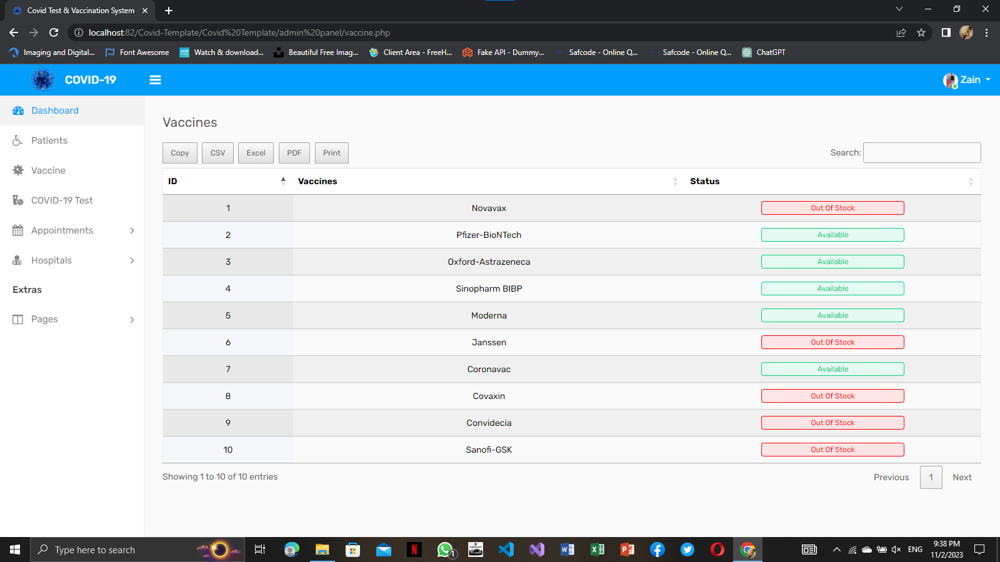 Covid Test & Vaccination System
localhost:82/Covid-Template/Covid%20Template/admin%20panel/vaccine.php
Imaging and Digital...
Font Awesome
eros now
Watch & download...
Beautiful Free Imag...
Client Area - FreeH...
Fake API - Dummy...
Safcode - Online Q...
Safcode - Online Q...
ChatGPT
COVID-19
Zain
Dashboard
Patients
Vaccine
COVID-19 Test
Appointments
Hospitals
Extras
Pages
Vaccines
Copy CSV Excel PDF Print
Search:
ID Vaccines Status
1 Novavax Out Of Stock
2 Pfizer-BioNTech Available
3 Oxford-Astrazeneca Available
4 Sinopharm BIBP Available
5 Moderna Available
6 Janssen Out Of Stock
7 Coronavac Available
8 Covaxin Out Of Stock
9 Convidecia Out Of Stock
10 Sanofi-GSK Out Of Stock
Showing 1 to 10 of 10 entries
Previous 1 Next
Type here to search
1
ENG
9:38 PM
11/2/2023